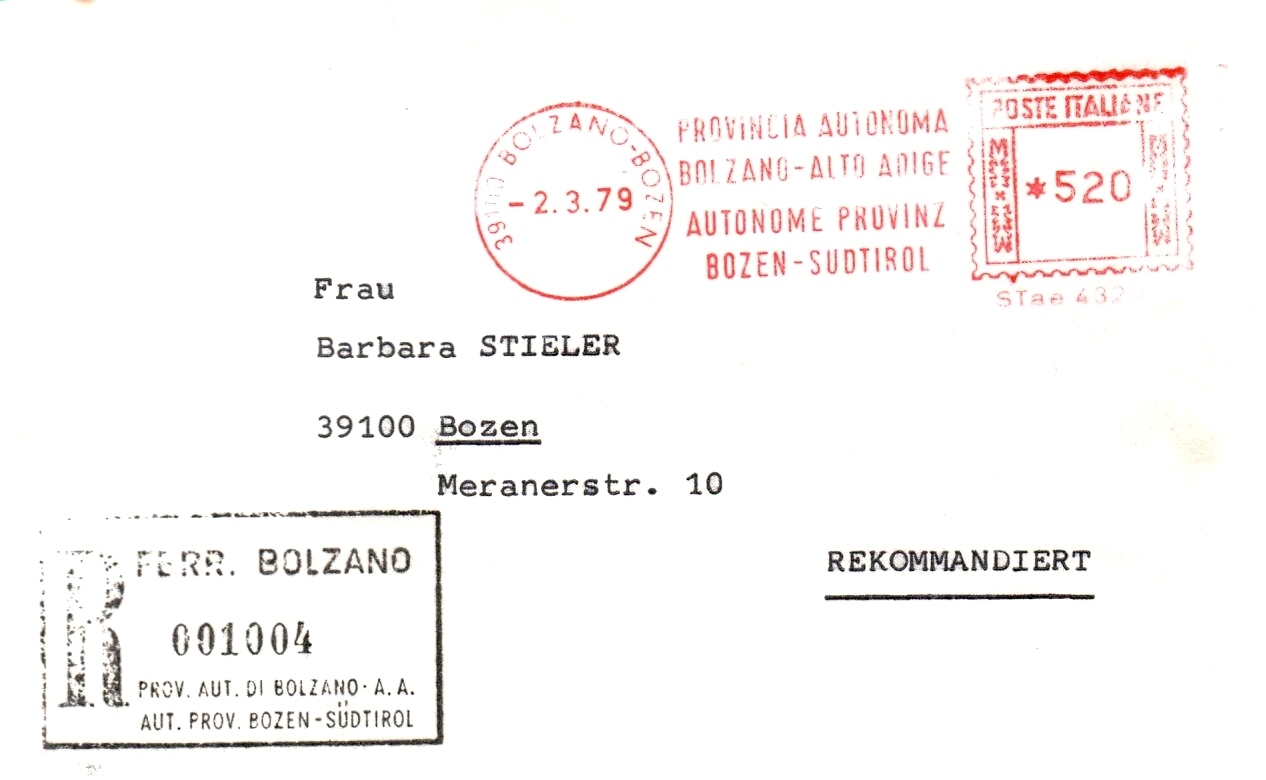 39100 BOLZANO-BOZEN
-2.3.79
PROVINCIA AUTONOMA
BOLZANO-ALTO ADIGE
AUTONOME PROVINZ
BOZEN-SUDTIROL
POSTE ITALIANE
*520
STae
Frau
Barbara STIELER
39100 Bozen
Meranerstr. 10
REKOMMANDIERT
R
FERR. BOLZANO
001004
PROV. AUT. DI BOLZANO-A.A.
AUT. PROV. BOZEN-SÜDTIROL